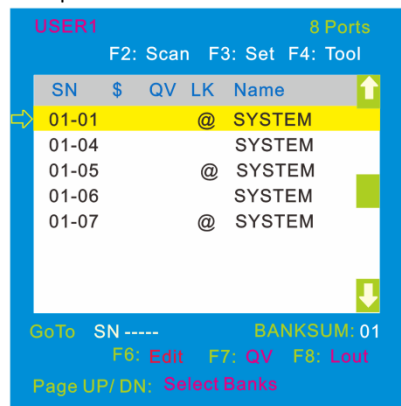 USER1 8 Ports
F2: Scan F3: Set F4: Tool
SN $ QV LK Name
01-01 @ SYSTEM
01-04 SYSTEM
01-05 @ SYSTEM
01-06 SYSTEM
01-07 @ SYSTEM
GoTo SN ----- BANKSUM: 01
F6: Edit F7: QV F8: Lout
Page UP/ DN: Select Banks